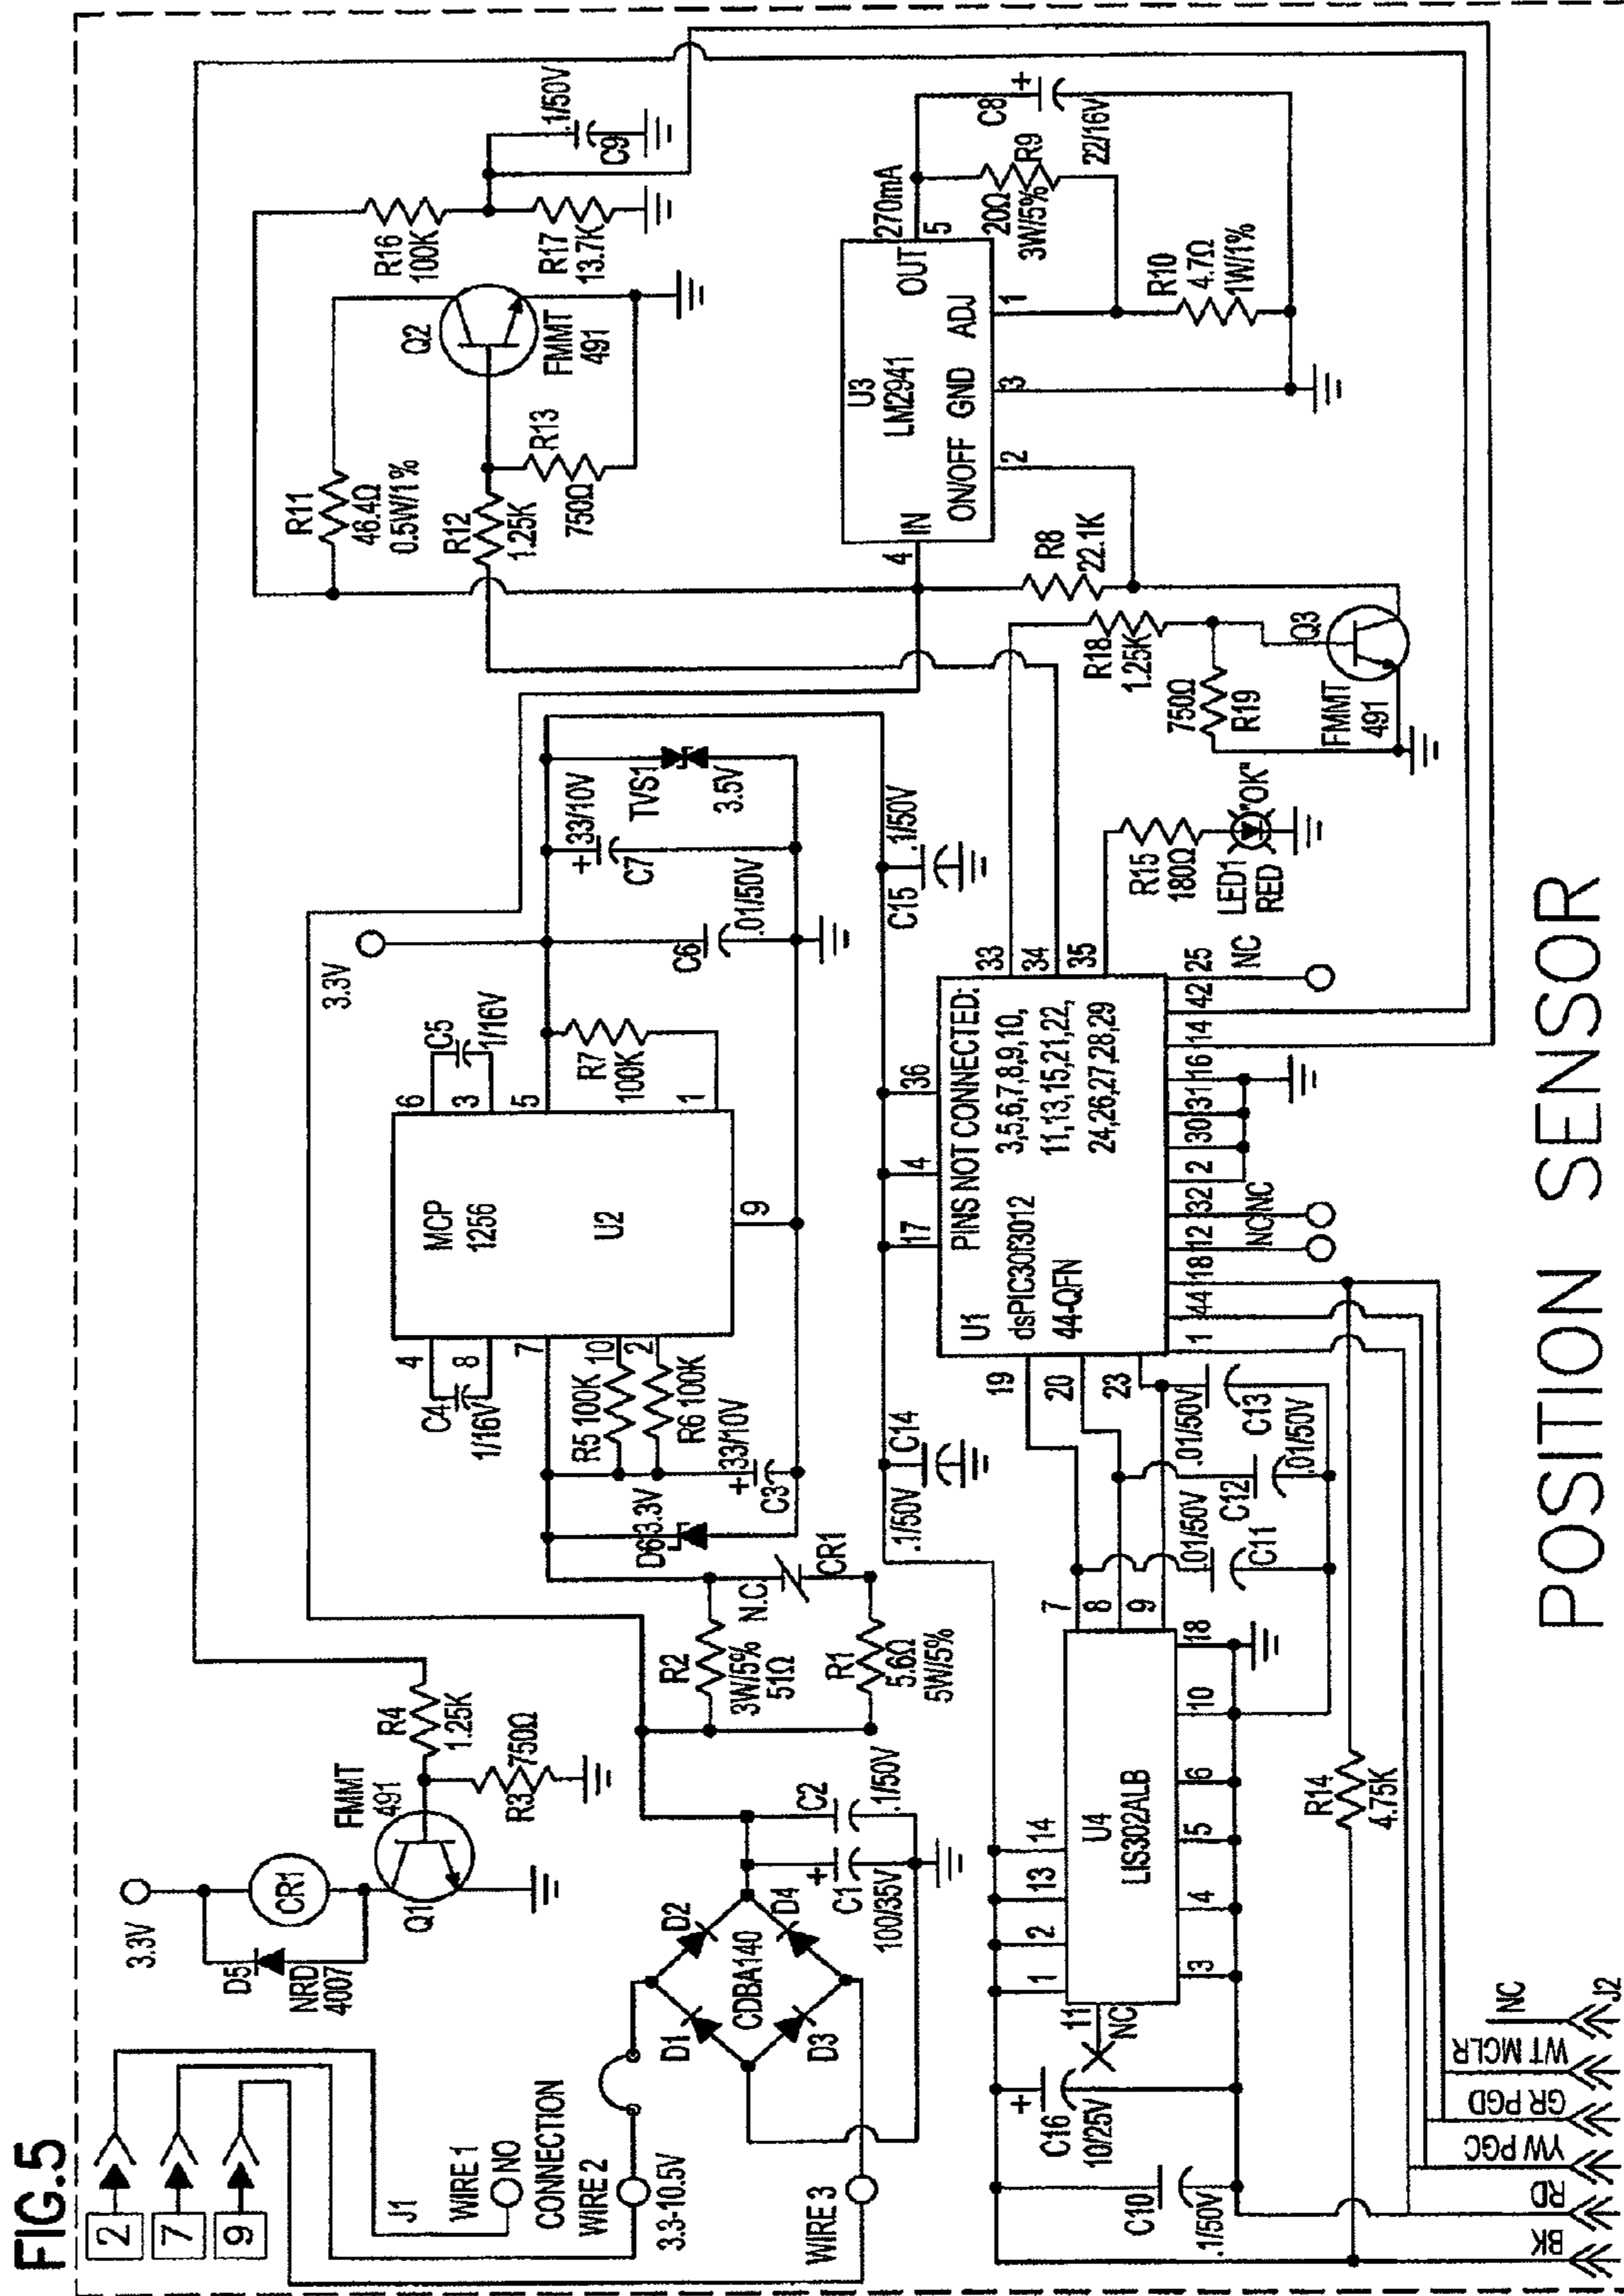 FIG.5
2
7
9
J1
WIRE 1
NO
CONNECTION
WIRE 2
3.3-10.5V
WIRE 3
3.3V
D5
NRD
4007
CR1
Q1
FMMT
491
R4
1.25K
R3
750Ω
D1
D2
D3
D4
CDBA140
C1
+
100/35V
C2
.1/50V
R2
3W/5%
51Ω
N.C.
CR1
R1
5.6Ω
5W/5%
D6
3.3V
+
33/10V
C3
R5 100K
R6 100K
C4
1/16V
4
8
7
10
2
MCP
1256
U2
9
6
3
5
1
C5
1/16V
R7
100K
3.3V
C6
.01/50V
+
33/10V
C7
TVS1
3.5V
R11
46.4Ω
0.5W/1%
R12
1.25K
R13
750Ω
Q2
FMMT
491
R16
100K
R17
13.7K
.1/50V
C9
U3
LM2941
4
IN
ON/OFF
GND
ADJ
OUT
2
3
1
5
270mA
20Ω
R9
3W/5%
C8
+
22/16V
R10
4.7Ω
1W/1%
R8
22.1K
R18
1.25K
750Ω
R19
Q3
FMMT
491
R15
180Ω
LED1
RED
"OK"
.1/50V
C14
C15
.1/50V
17
4
36
U1
dsPIC30f3012
44-QFN
PINS NOT CONNECTED:
3,5,6,7,8,9,10,
11,13,15,21,22,
24,26,27,28,29
33
34
35
19
20
23
1
44
18
12
32
2
30
31
16
14
42
25
NC
NC
NC
C11
.01/50V
C12
.01/50V
C13
.01/50V
7
8
9
U4
LIS302ALB
1
2
13
14
11
NC
3
4
5
6
10
18
+
C16
10/25V
C10
.1/50V
R14
4.75K
BK
RD
YW PGC
GR PGD
WT MCLR
NC
J2
POSITION SENSOR